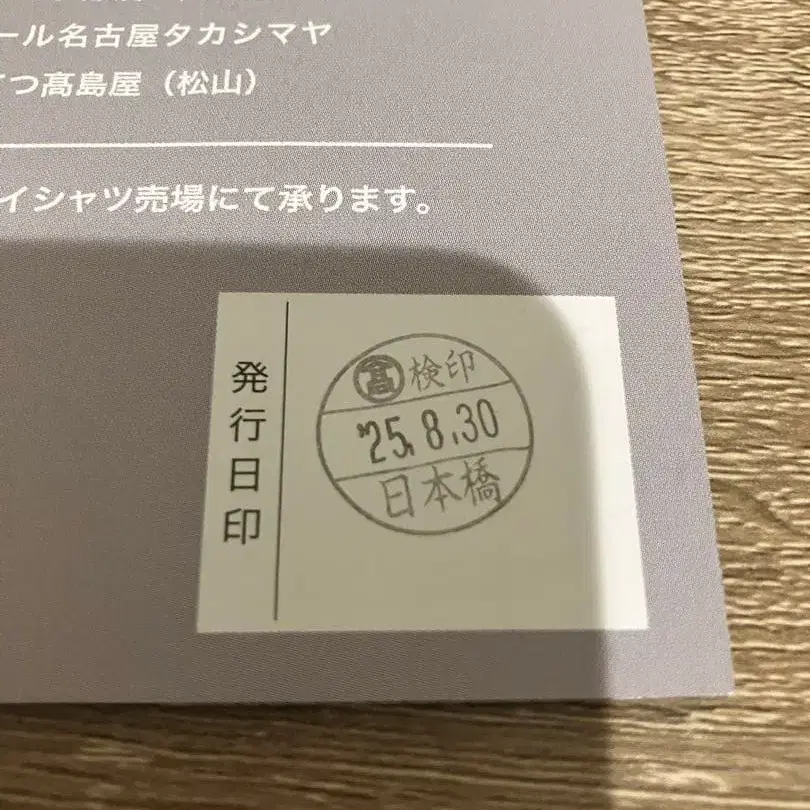 ール名古屋タカシマヤ
つ髙島屋（松山）
イシャツ売場にて承ります。
発行日印
髙 検印
'25.8.30
日本橋